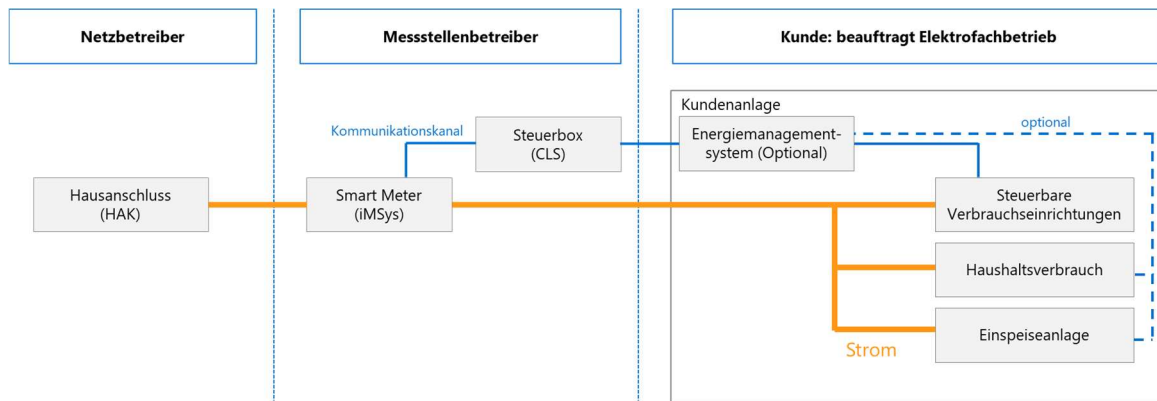 Netzbetreiber
Messstellenbetreiber
Kunde: beauftragt Elektrofachbetrieb
Kundenanlage
Kommunikationskanal
Steuerbox
(CLS)
Energiemanagement-
system (Optional)
optional
Hausanschluss
(HAK)
Smart Meter
(iMSys)
Steuerbare
Verbrauchseinrichtungen
Haushaltsverbrauch
Einspeiseanlage
Strom